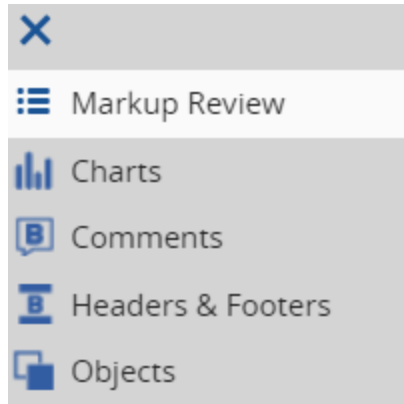 Markup Review
Charts
Comments
Headers & Footers
Objects